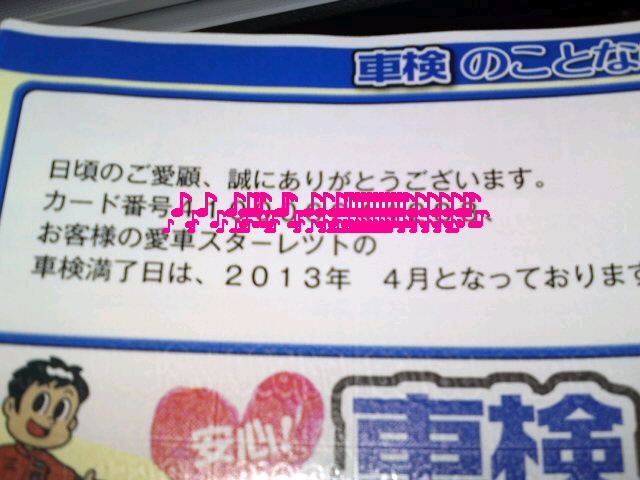 車検のことな
日頃のご愛顧、誠にありがとうございます。
カード番号
お客様の愛車スターレツトの
車検満了日は、2013年 4月となっております
安心!
車検